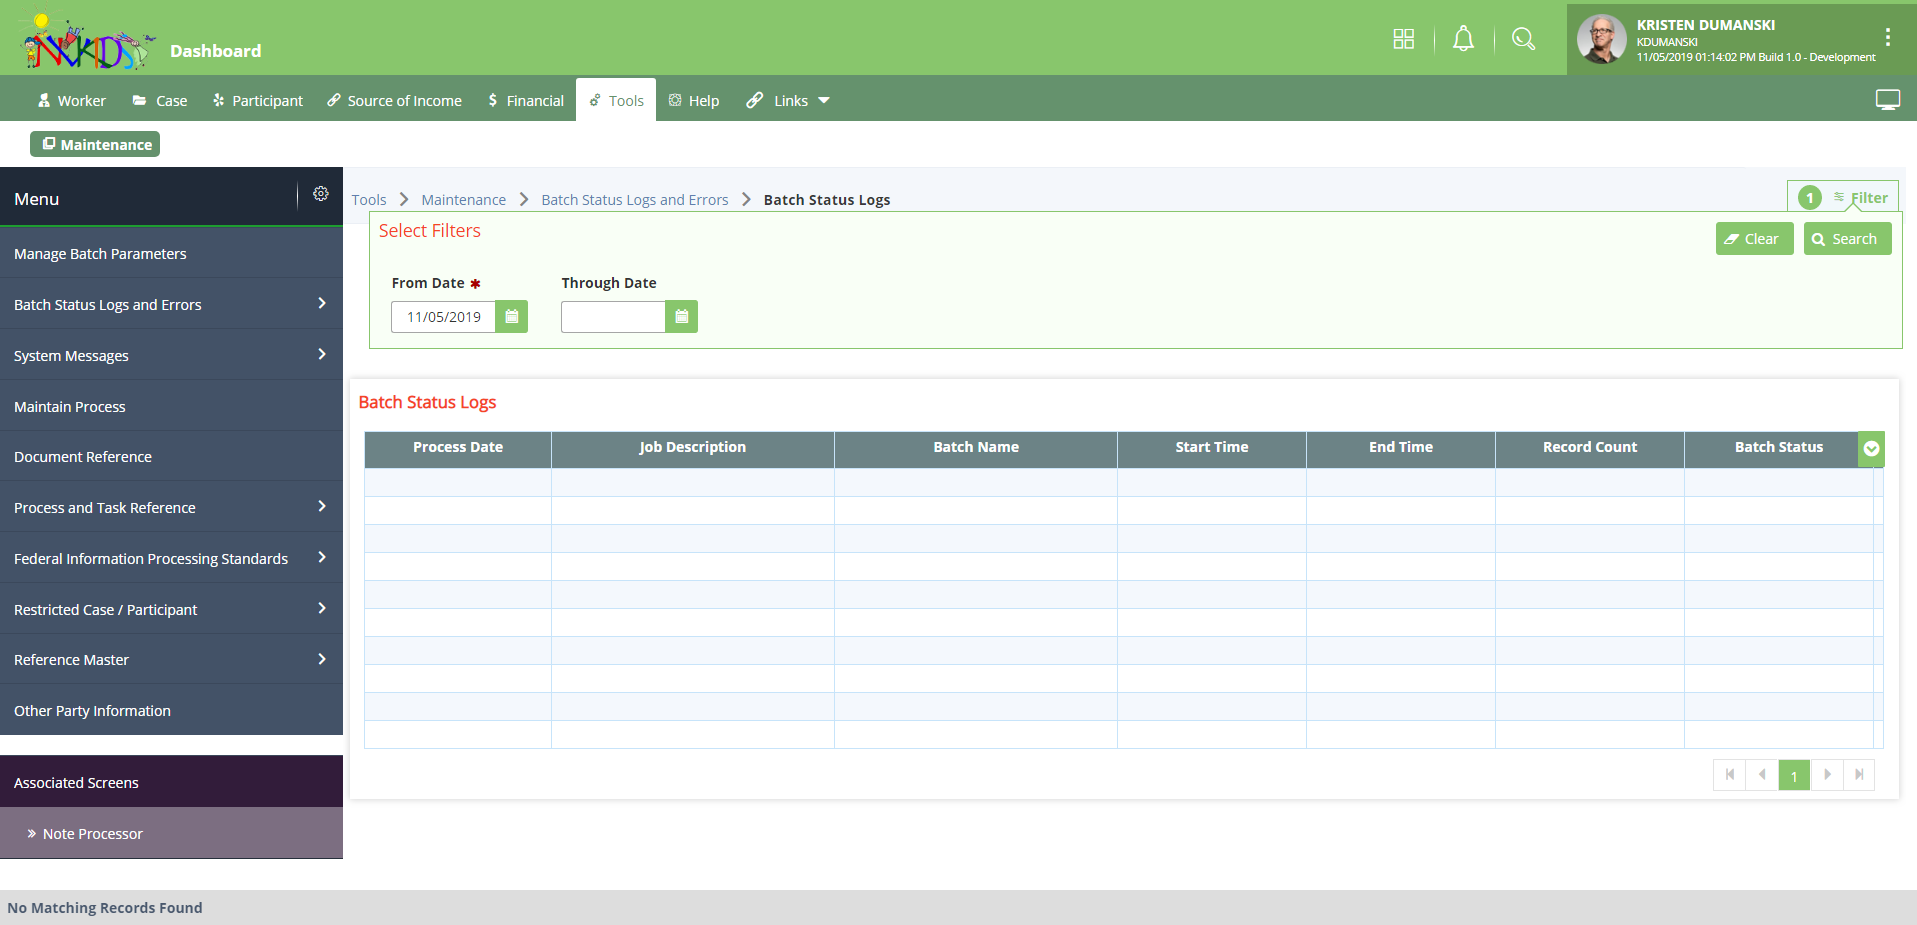 NVKIDS
Dashboard
KRISTEN DUMANSKI
KDUMANSKI
11/05/2019 01:14:02 PM Build 1.0 - Development
Worker Case Participant Source of Income $ Financial Tools Help Links
Maintenance
Menu
Manage Batch Parameters
Batch Status Logs and Errors
System Messages
Maintain Process
Document Reference
Process and Task Reference
Federal Information Processing Standards
Restricted Case / Participant
Reference Master
Other Party Information
Associated Screens
» Note Processor
Tools > Maintenance > Batch Status Logs and Errors > Batch Status Logs
1 Filter
Select Filters
Clear Search
From Date * Through Date
11/05/2019
Batch Status Logs
Process Date Job Description Batch Name Start Time End Time Record Count Batch Status
1
No Matching Records Found